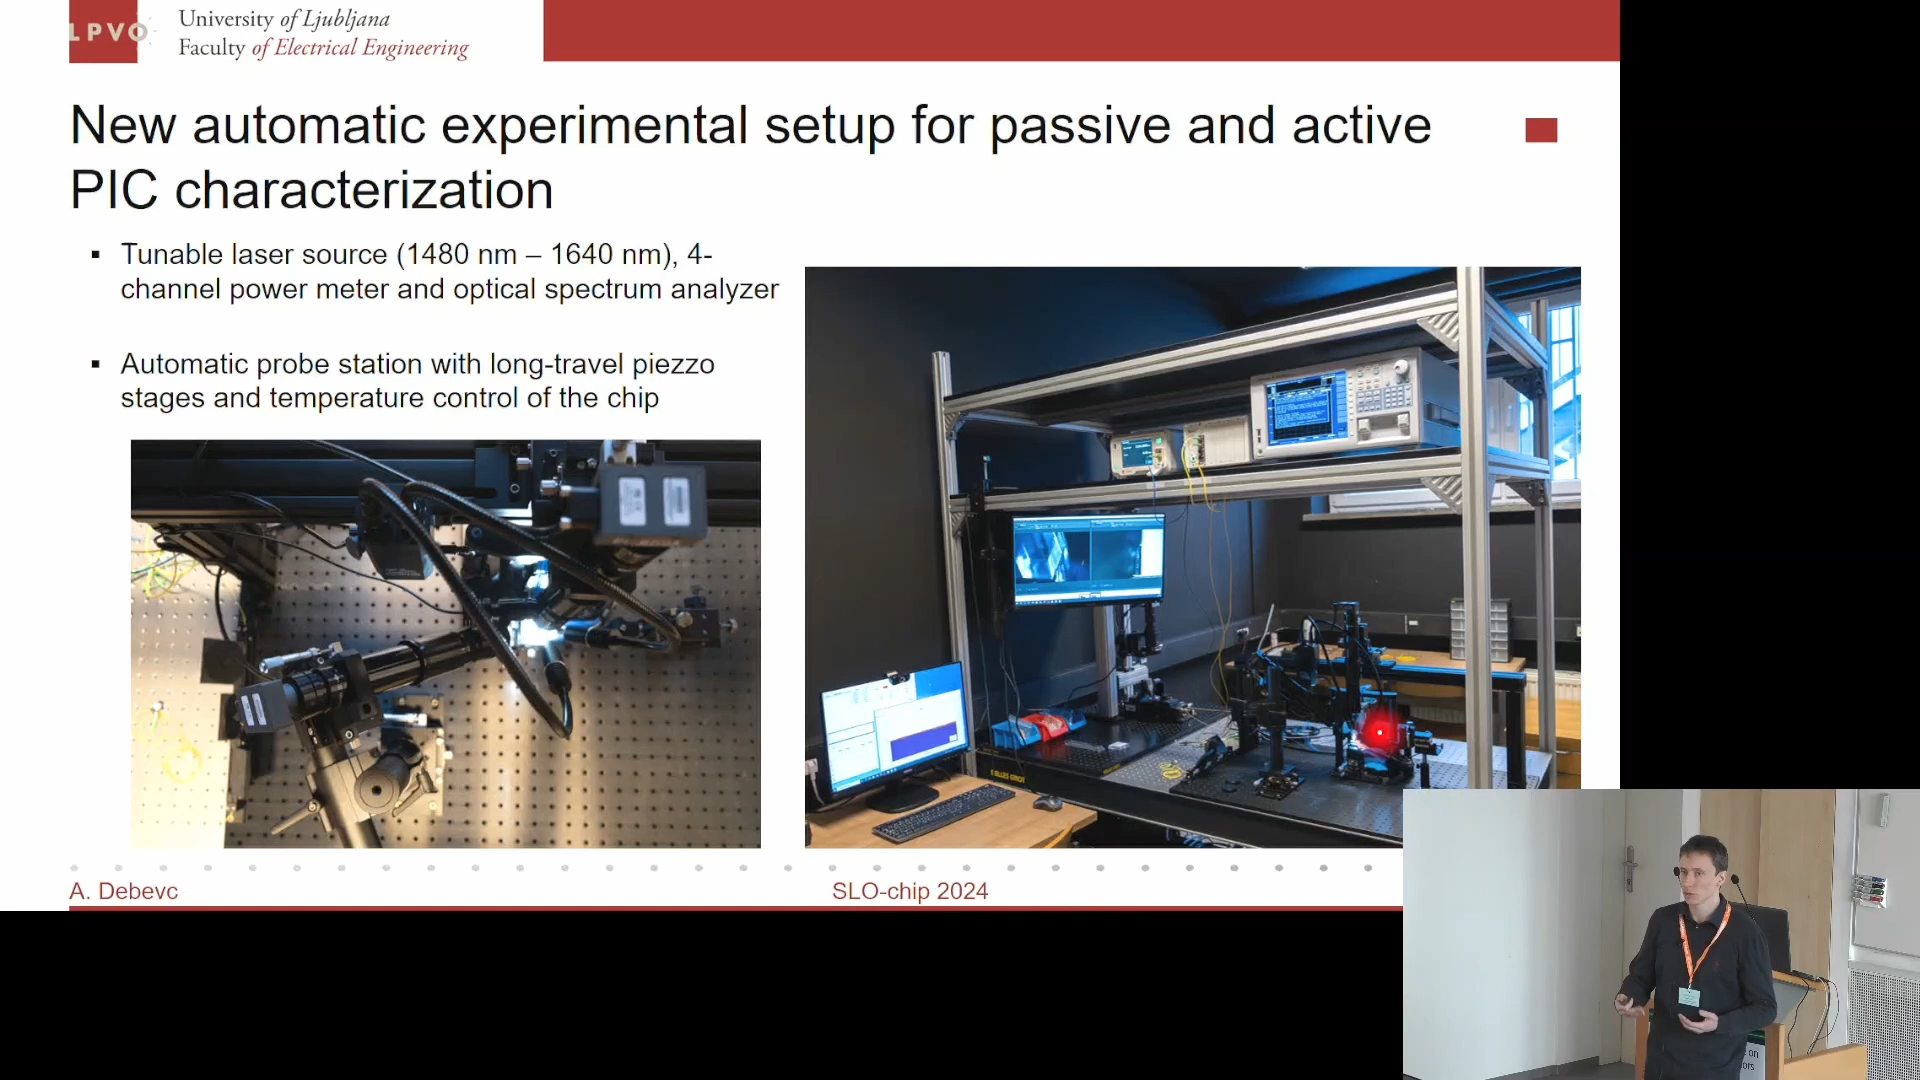 LPVO
University of Ljubljana
Faculty of Electrical Engineering
New automatic experimental setup for passive and active
PIC characterization
▪ Tunable laser source (1480 nm – 1640 nm), 4-
channel power meter and optical spectrum analyzer
▪ Automatic probe station with long-travel piezzo
stages and temperature control of the chip
A. Debevc
SLO-chip 2024